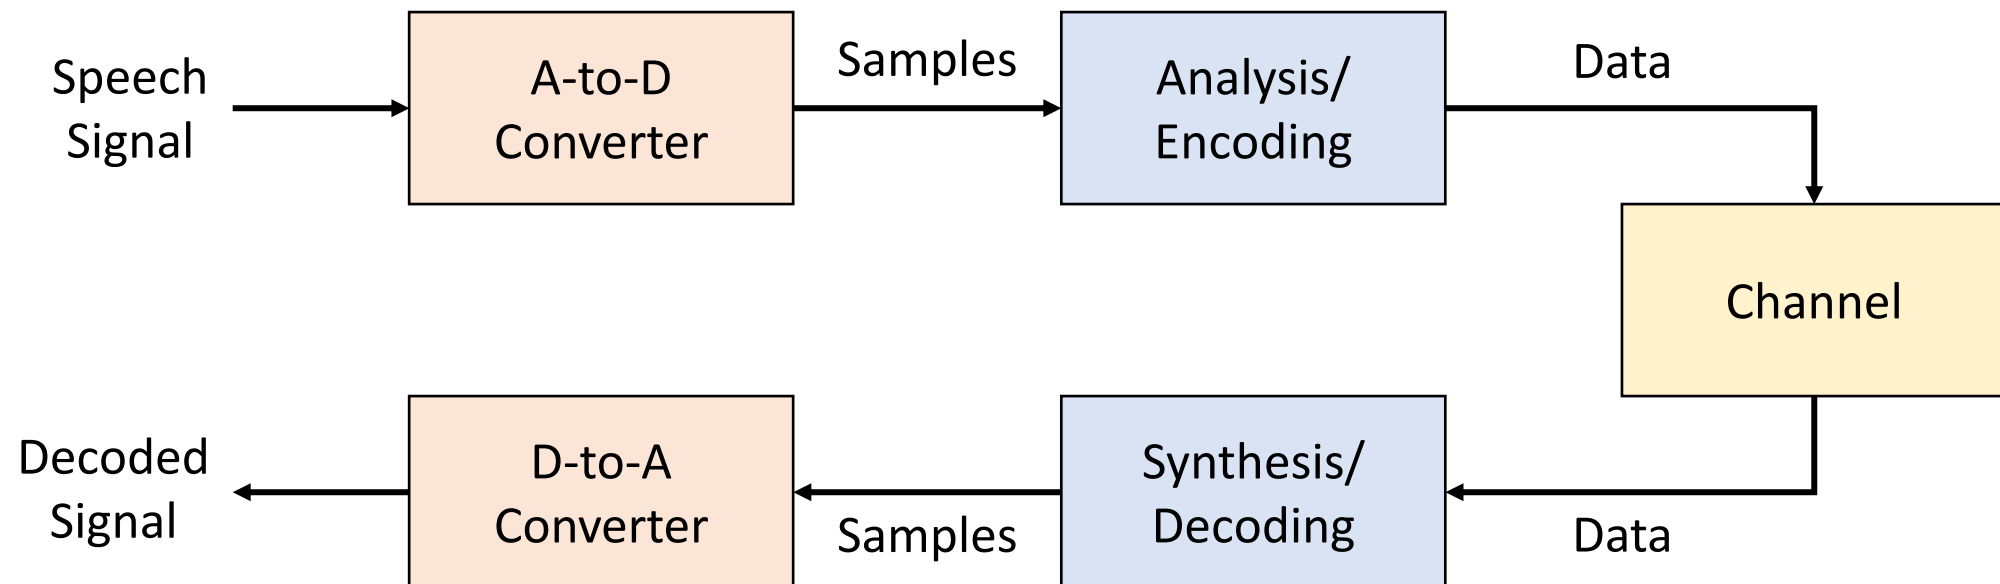 Speech
Signal
A-to-D
Converter
Samples
Analysis/
Encoding
Data
Channel
Decoded
Signal
D-to-A
Converter
Samples
Synthesis/
Decoding
Data